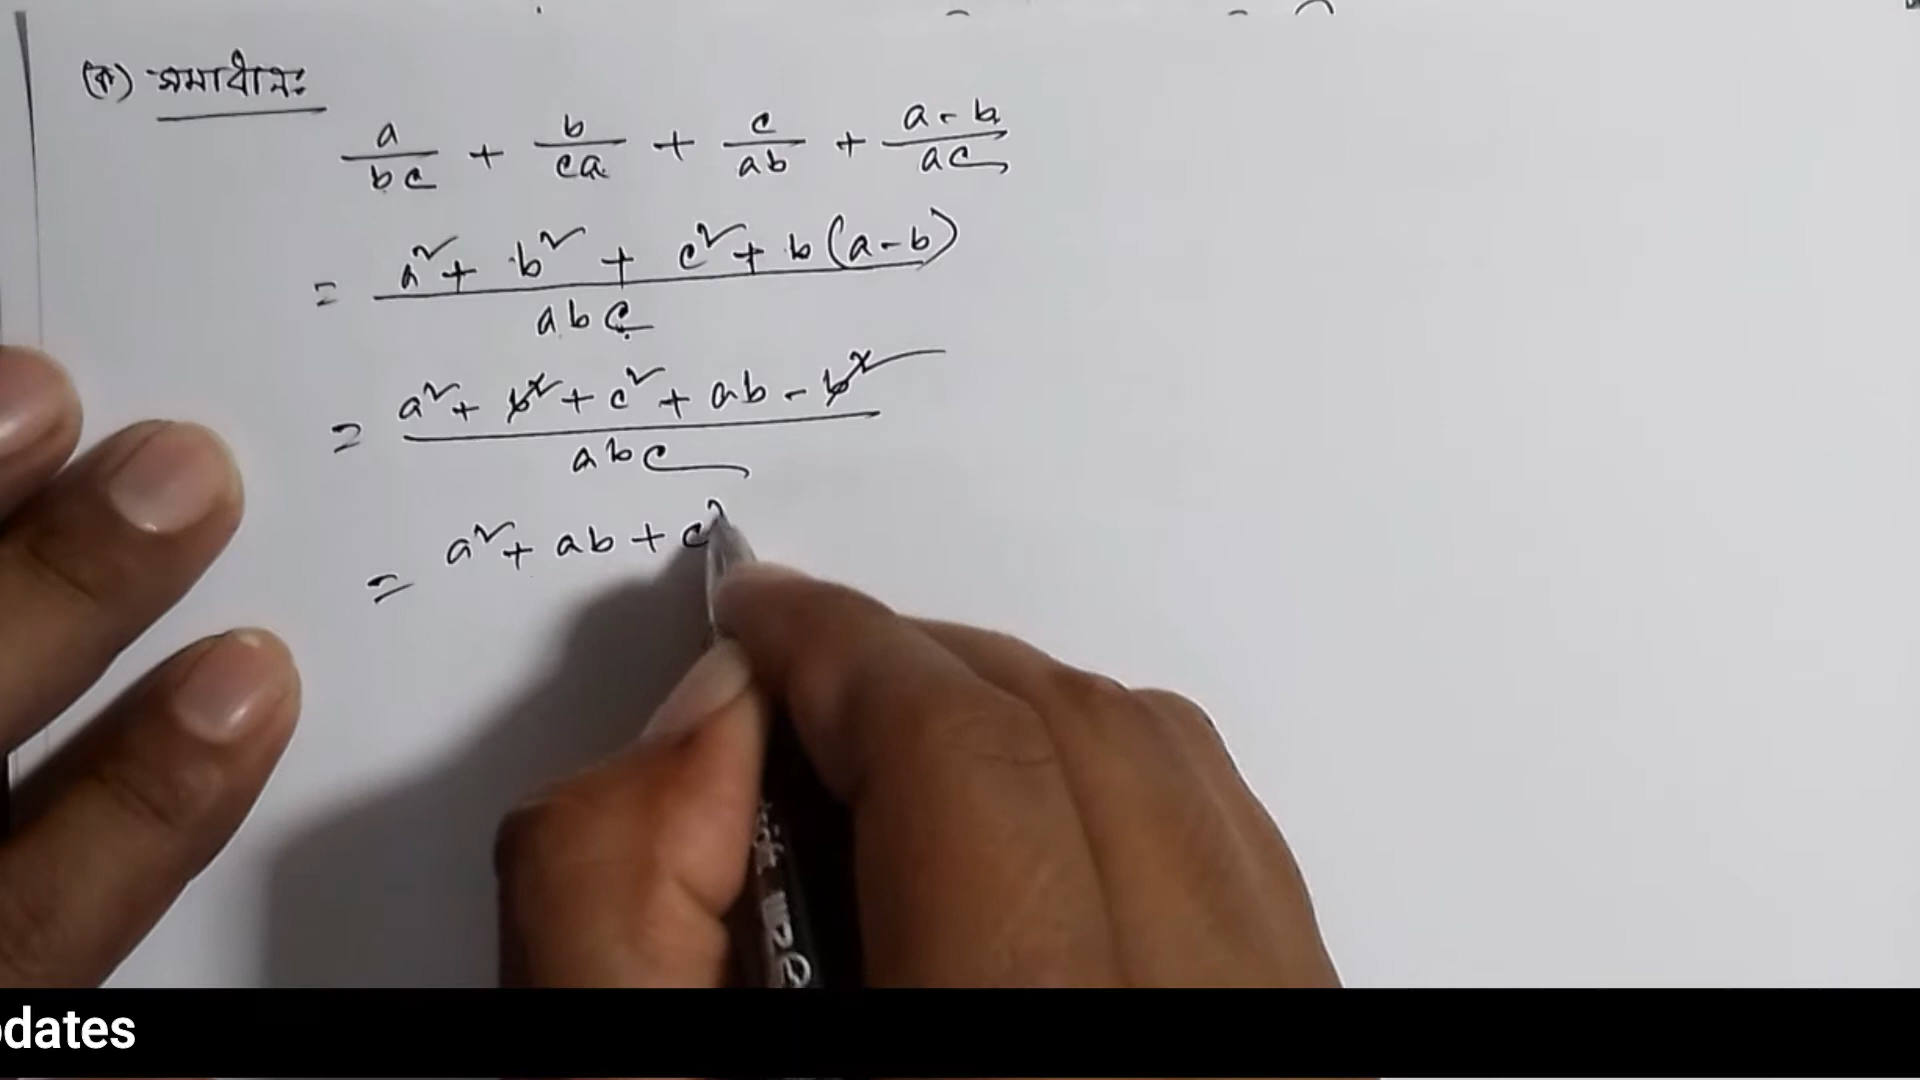 (ক) সমাধানঃ
a/bc + b/ca + c/ab + a-b/ac
= a² + b² + c² + b(a-b) / abc
= a² + b² + c² + ab - b² / abc
= a² + ab + c²
dates